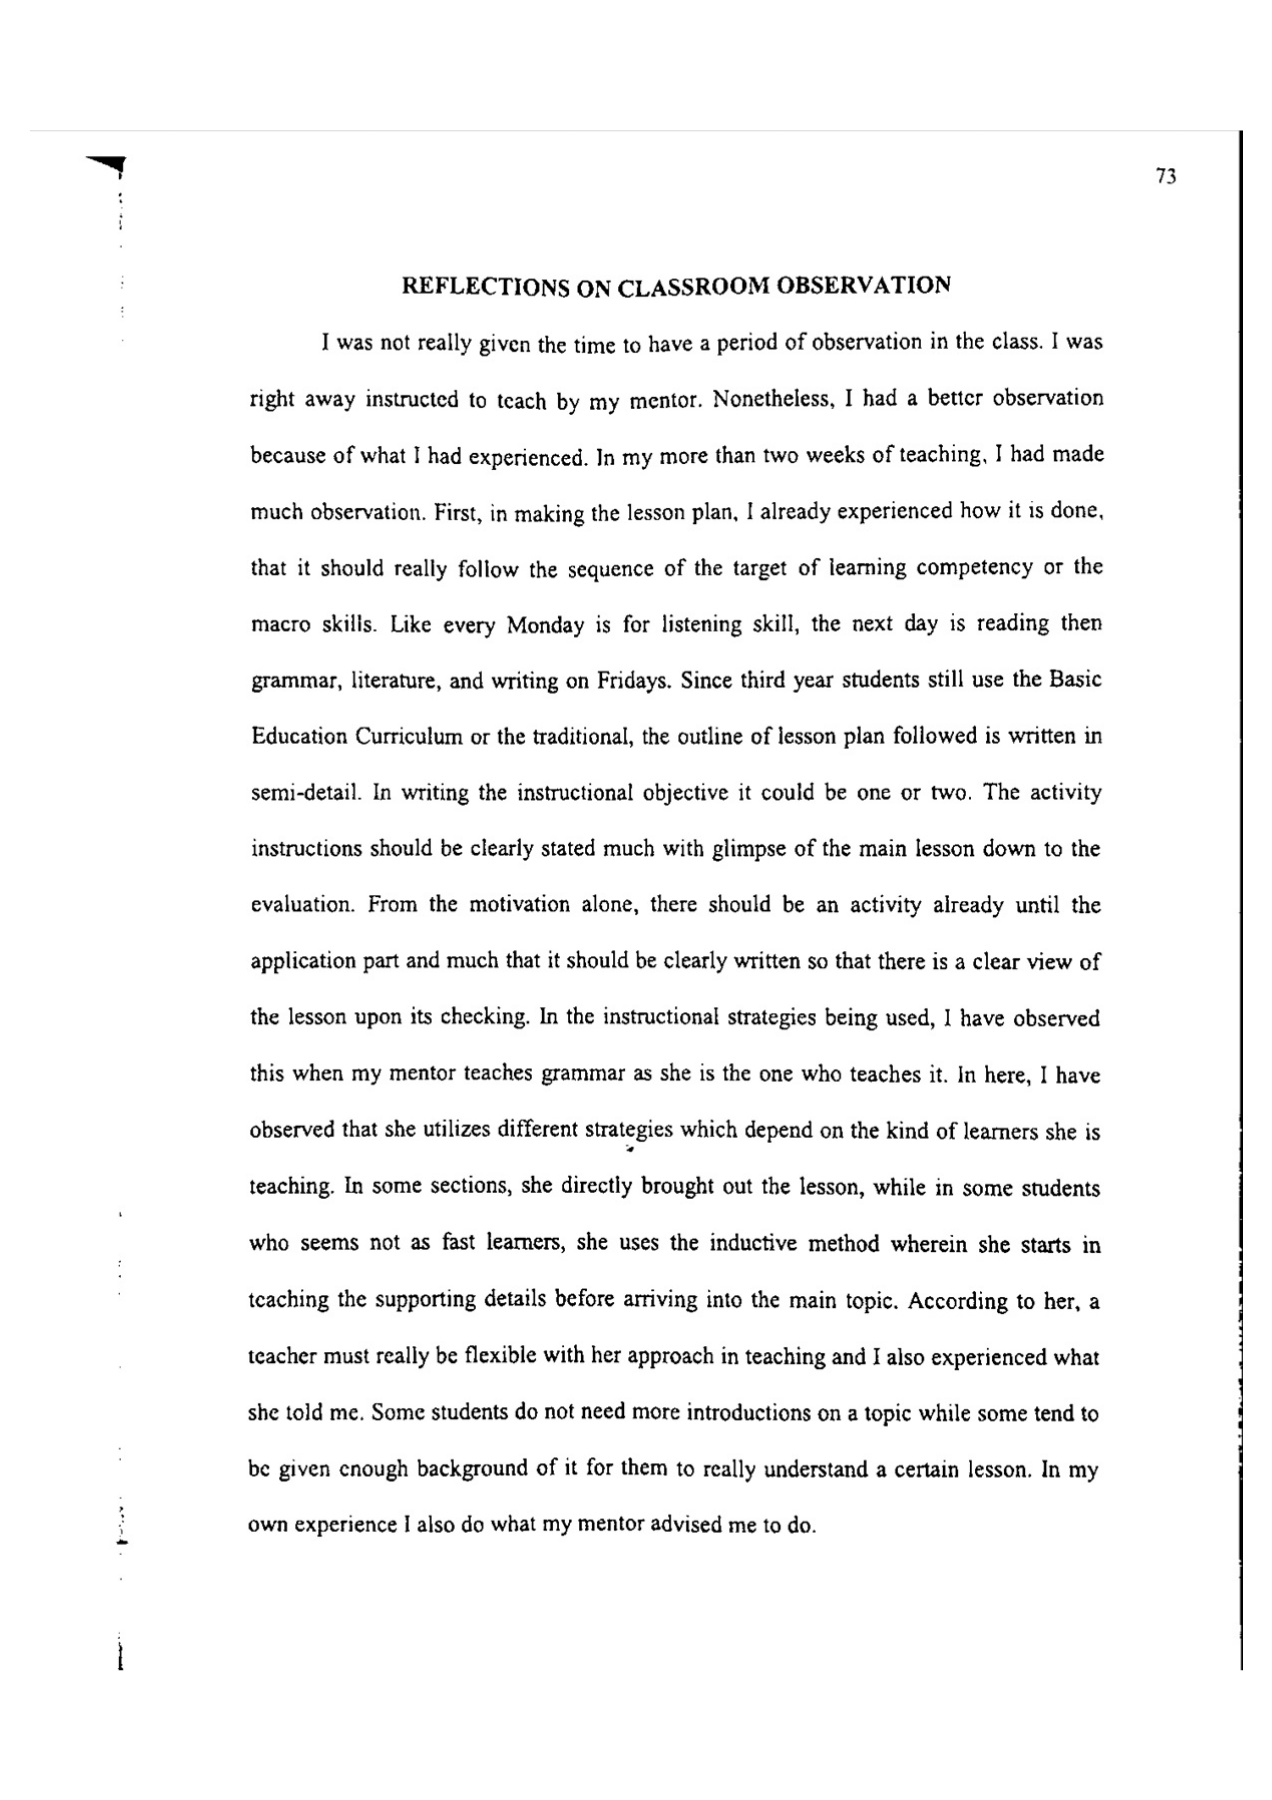 73
REFLECTIONS ON CLASSROOM OBSERVATION
I was not really given the time to have a period of observation in the class. I was
right away instructed to teach by my mentor. Nonetheless, I had a better observation
because of what I had experienced. In my more than two weeks of teaching, I had made
much observation. First, in making the lesson plan, I already experienced how it is done,
that it should really follow the sequence of the target of learning competency or the
macro skills. Like every Monday is for listening skill, the next day is reading then
grammar, literature, and writing on Fridays. Since third year students still use the Basic
Education Curriculum or the traditional, the outline of lesson plan followed is written in
semi-detail. In writing the instructional objective it could be one or two. The activity
instructions should be clearly stated much with glimpse of the main lesson down to the
evaluation. From the motivation alone, there should be an activity already until the
application part and much that it should be clearly written so that there is a clear view of
the lesson upon its checking. In the instructional strategies being used, I have observed
this when my mentor teaches grammar as she is the one who teaches it. In here, I have
observed that she utilizes different strategies which depend on the kind of learners she is
teaching. In some sections, she directly brought out the lesson, while in some students
who seems not as fast learners, she uses the inductive method wherein she starts in
teaching the supporting details before arriving into the main topic. According to her, a
teacher must really be flexible with her approach in teaching and I also experienced what
she told me. Some students do not need more introductions on a topic while some tend to
be given enough background of it for them to really understand a certain lesson. In my
own experience I also do what my mentor advised me to do.